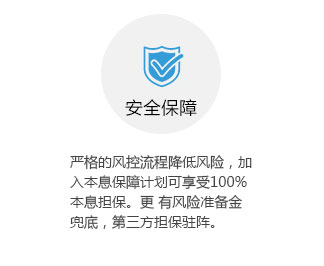 安全保障
严格的风控流程降低风险，加
入本息保障计划可享受100%
本息担保。更 有风险准备金
兜底，第三方担保驻阵。